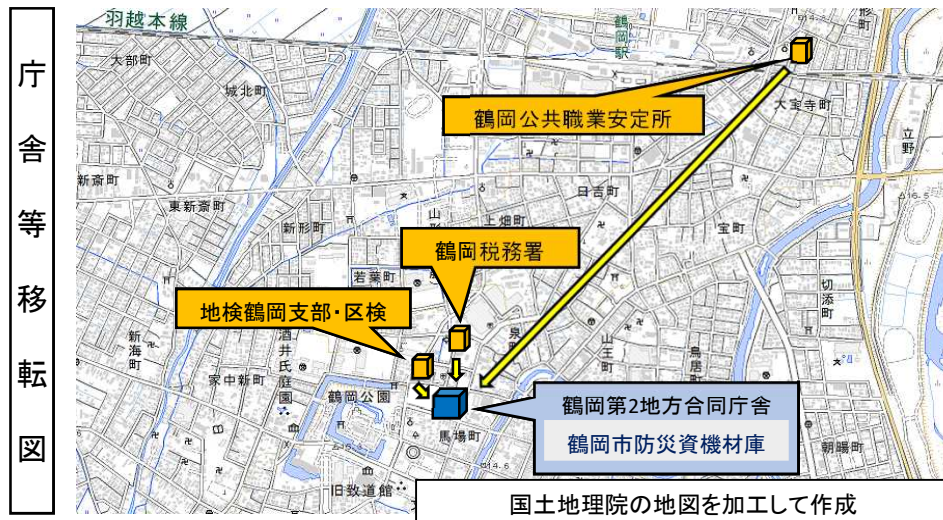 庁舎等移転図
羽越本線
鶴岡駅
大部町
城北町
大宝寺町
鶴岡公共職業安定所
立野
新斎町
東新斎町
新形町
日吉町
上畑町
宝町
鶴岡税務署
若葉町
切添町
地検鶴岡支部・区検
新海町
酒井氏庭園
泉町
山王町
鳥居町
家中新町
鶴岡公園
鶴岡第2地方合同庁舎
鶴岡市防災資機材庫
馬場町
朝暘町
旧致道館
国土地理院の地図を加工して作成